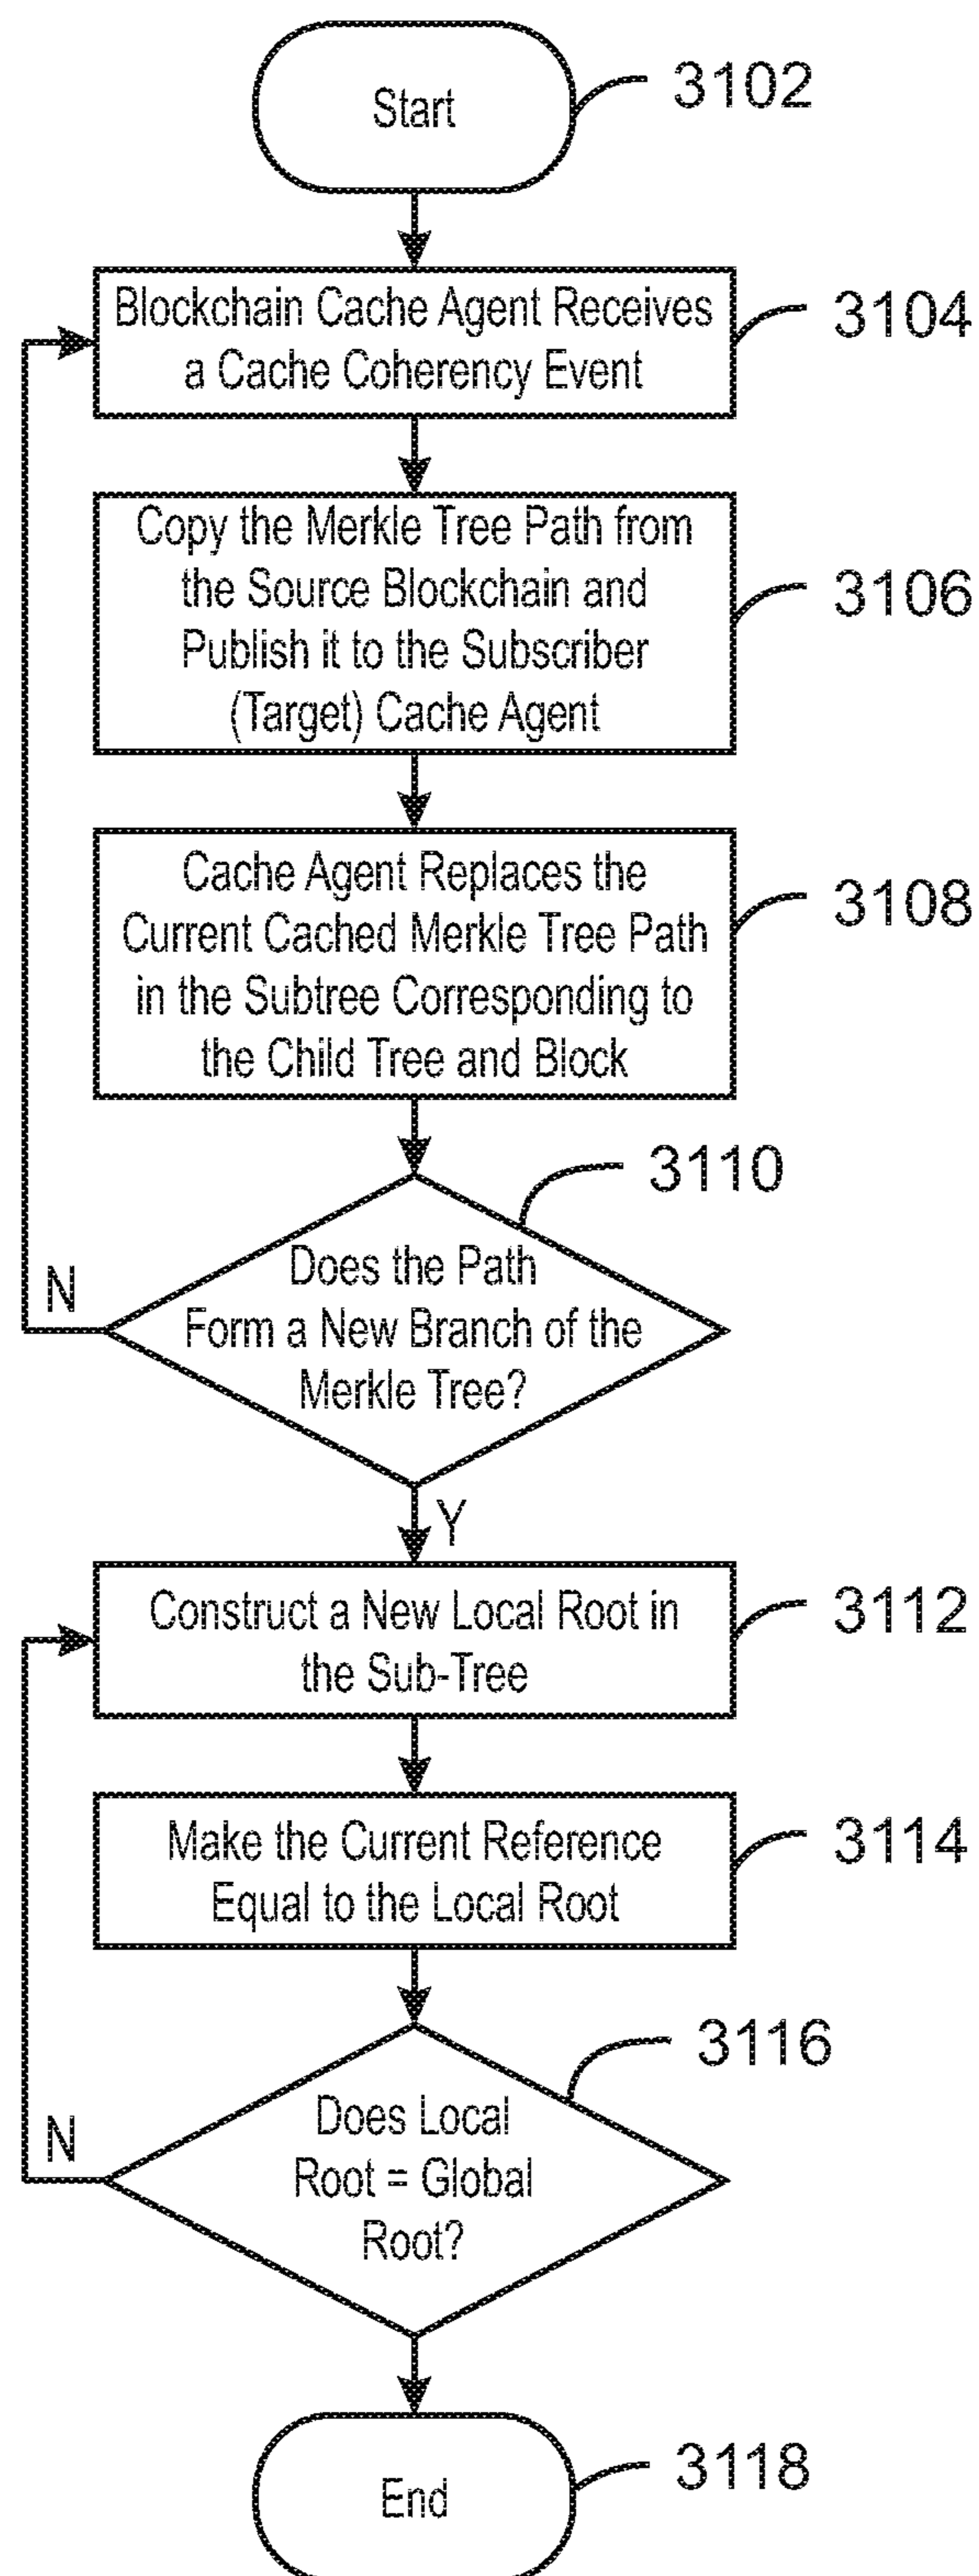 Start
3102
Blockchain Cache Agent Receives
a Cache Coherency Event
3104
Copy the Merkle Tree Path from
the Source Blockchain and
Publish it to the Subscriber
(Target) Cache Agent
3106
Cache Agent Replaces the
Current Cached Merkle Tree Path
in the Subtree Corresponding to
the Child Tree and Block
3108
3110
Does the Path
Form a New Branch of the
Merkle Tree?
N
Y
Construct a New Local Root in
the Sub-Tree
3112
Make the Current Reference
Equal to the Local Root
3114
3116
Does Local
Root = Global
Root?
N
End
3118